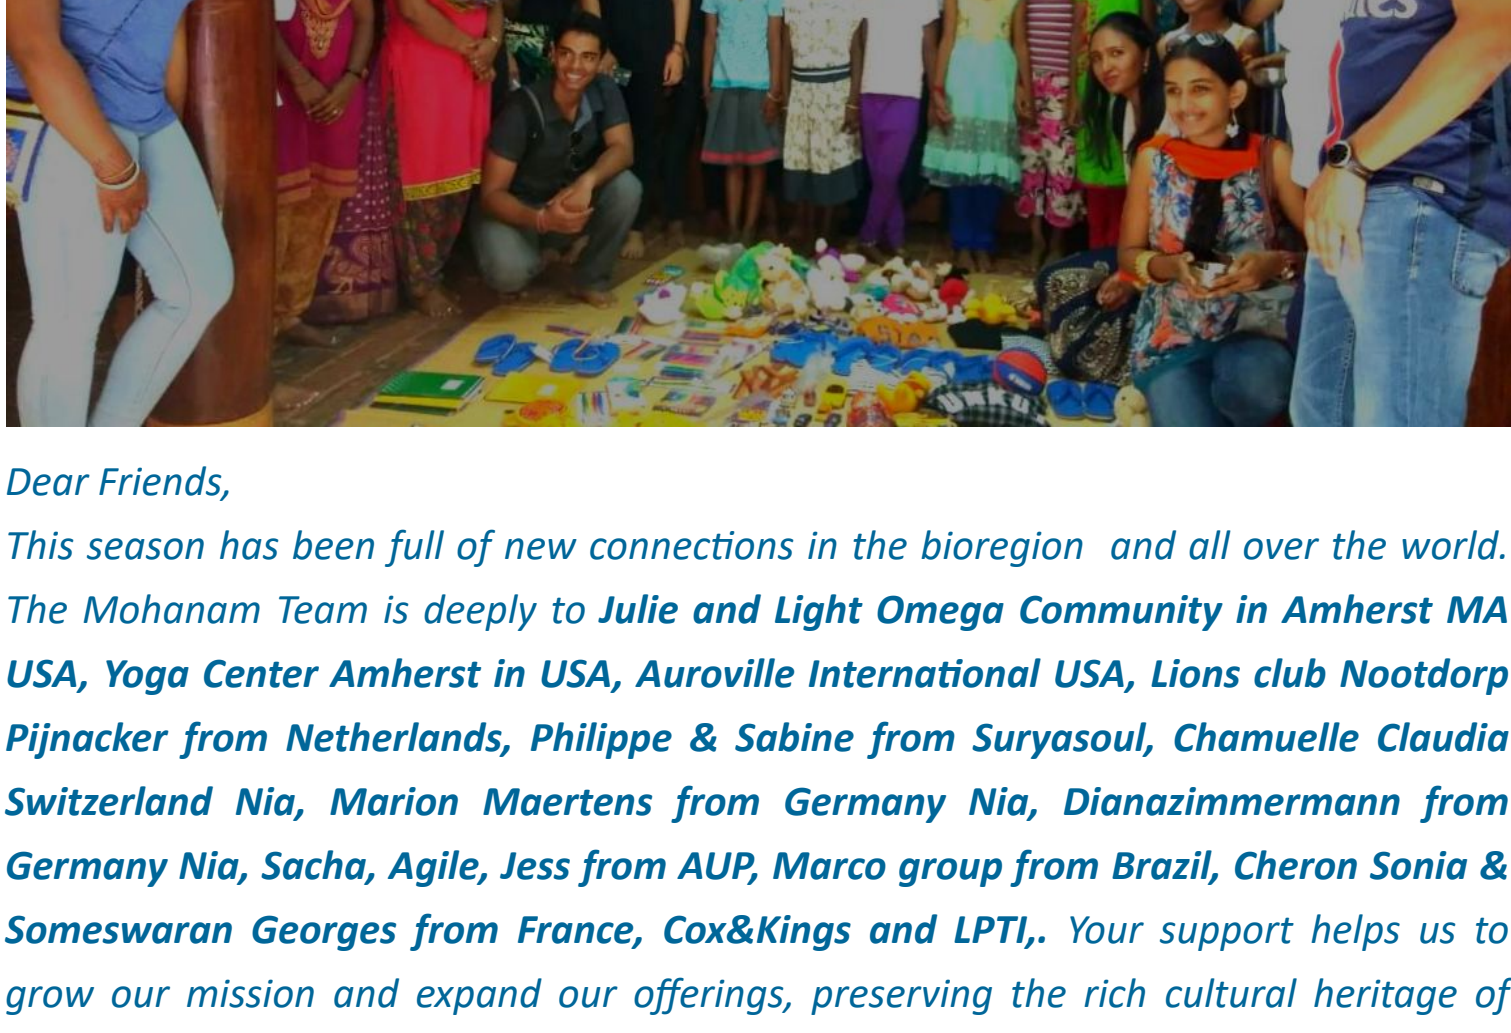 UNKU
Dear Friends,
This season has been full of new connections in the bioregion and all over the world.
The Mohanam Team is deeply to Julie and Light Omega Community in Amherst MA
USA, Yoga Center Amherst in USA, Auroville International USA, Lions club Nootdorp
Pijnacker from Netherlands, Philippe & Sabine from Suryasoul, Chamuelle Claudia
Switzerland Nia, Marion Maertens from Germany Nia, Dianazimmermann from
Germany Nia, Sacha, Agile, Jess from AUP, Marco group from Brazil, Cheron Sonia &
Someswaran Georges from France, Cox&Kings and LPTI,. Your support helps us to
grow our mission and expand our offerings, preserving the rich cultural heritage of